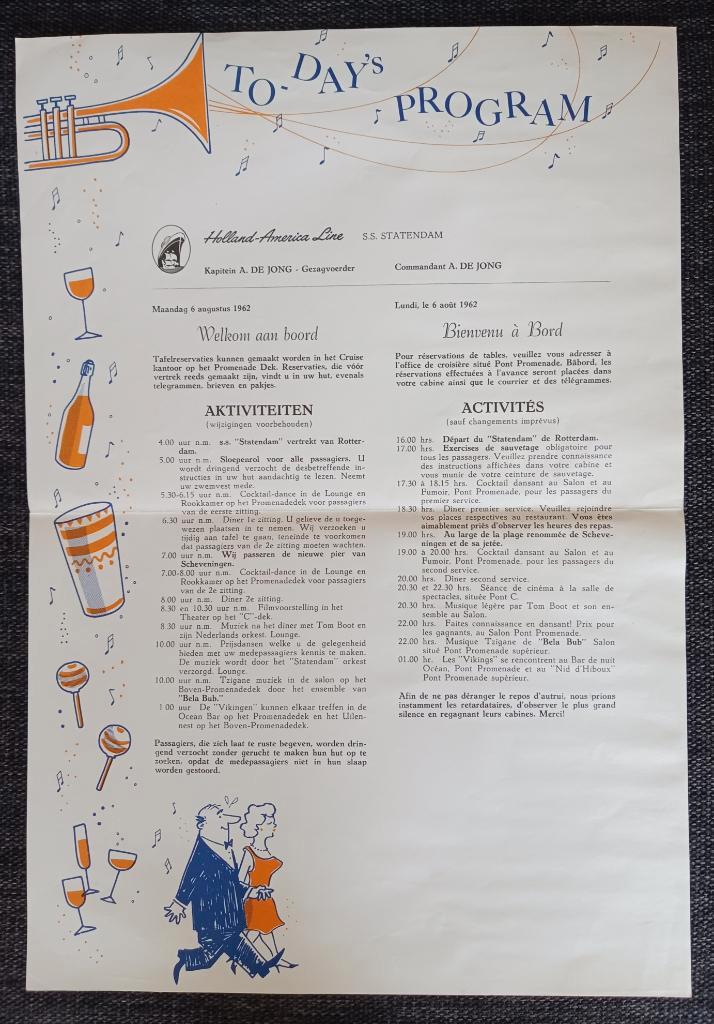 TO-DAY'S
PROGRAM
Holland-America Line S.S. STATENDAM
Kapitein A. DE JONG - Gezagvoerder
Commandant A. DE JONG
Maandag 6 augustus 1962
Welkom aan boord
Tafelreservaties kunnen gemaakt worden in het Cruise
kantoor op het Promenade Dek. Reservaties, die vóór
vertrek reeds gemaakt zijn, vindt u in uw hut, evenals
telegrammen, brieven en pakjes.
AKTIVITEITEN
(wijzigingen voorbehouden)
4.00 uur n.m. s.s. "Statendam" vertrekt van Rotter-
dam.
5.00 uur n.m. Sloepenrol voor alle passagiers. U
wordt dringend verzocht de desbetreffende in-
structies in uw hut aandachtig te lezen. Neemt
uw zwemvest mede.
5.30-6.15 uur n.m. Cocktail-dance in de Lounge en
Rookkamer op het Promenadedek voor passagiers
van de eerste zitting.
6.30 uur n.m. Diner 1e zitting. U gelieve de u toege-
wezen plaatsen in te nemen. Wij verzoeken u
tijdig aan tafel te gaan, teneinde te voorkomen
dat passagiers van de 2e zitting moeten wachten.
7.00 uur n.m. Wij passeren de nieuwe pier van
Scheveningen.
7.00-8.00 uur n.m. Cocktail-dance in de Lounge en
Rookkamer op het Promenadedek voor passagiers
van de 2e zitting.
8.00 uur n.m. Diner 2e zitting.
8.30 en 10.30 uur n.m. Filmvoorstelling in het
Theater op het "C"-dek.
8.30 uur n.m. Muziek na het diner met Tom Boot en
zijn Nederlands orkest. Lounge.
10.00 uur n.m. Prijsdansen welke u de gelegenheid
bieden met uw medepassagiers kennis te maken.
De muziek wordt door het "Statendam" orkest
verzorgd. Lounge.
10.00 uur n.m. Tzigane muziek in de salon op het
Boven-Promenadedek door het ensemble van
"Bela Bub."
1.00 uur De "Vikingen" kunnen elkaar treffen in de
Ocean Bar op het Promenadedek en de Uilen-
nest op het Boven-Promenadedek.
Passagiers, die zich laat te ruste begeven, worden drin-
gend verzocht zonder gerucht te maken hun hut op te
zoeken, opdat de medepassagiers niet in hun slaap
worden gestoord.
Lundi, le 6 août 1962
Bienvenu à Bord
Pour réservations de tables, veuillez vous adresser à
l'office de croisière situé Pont Promenade. Bâbord, les
réservations effectuées à l'avance seront placées dans
votre cabine ainsi que le courrier et des télégrammes.
ACTIVITÉS
(sauf changements imprévus)
16.00 hrs. Départ du "Statendam" de Rotterdam.
17.00 hrs. Exercises de sauvetage obligatoire pour
tous les passagers. Veuillez prendre connaissance
des instructions affichées dans votre cabine et
vous munir de votre ceinture de sauvetage.
17.30 à 18.15 hrs. Cocktail dansant au Salon et au
Fumoir, Pont Promenade, pour les passagers du
premier service.
18.30 hrs. Diner premier service. Veuillez rejoindre
vos places respectives au restaurant. Vous êtes
aimablement priés d'observer les heures des repas.
19.00 hrs. Au large de la plage renommée de Scheve-
ningen et de sa jetée.
19.00 à 20.00 hrs. Cocktail dansant au Salon et au
Fumoir, Pont Promenade, pour les passagers du
second service.
20.00 hrs. Diner second service.
20.30 et 22.30 hrs. Séance de cinéma à la salle de
spectacles, située Pont C.
20.30 hrs. Musique légère par Tom Boot et son en-
semble au Salon.
22.00 hrs. Faites connaissance en dansant! Prix pour
les gagnants, au Salon Pont Promenade.
22.00 hrs. Musique Tzigane de "Bela Bub" Salon
situé Pont Promenade supérieur.
01.00 hr. Les "Vikings" se rencontrent au Bar de nuit
Océan, Pont Promenade et au "Nid d'Hiboux"
Pont Promenade supérieur.
Afin de ne pas déranger le repos d'autrui, nous prions
instamment les retardataires, d'observer le plus grand
silence en regagnant leurs cabines. Merci!